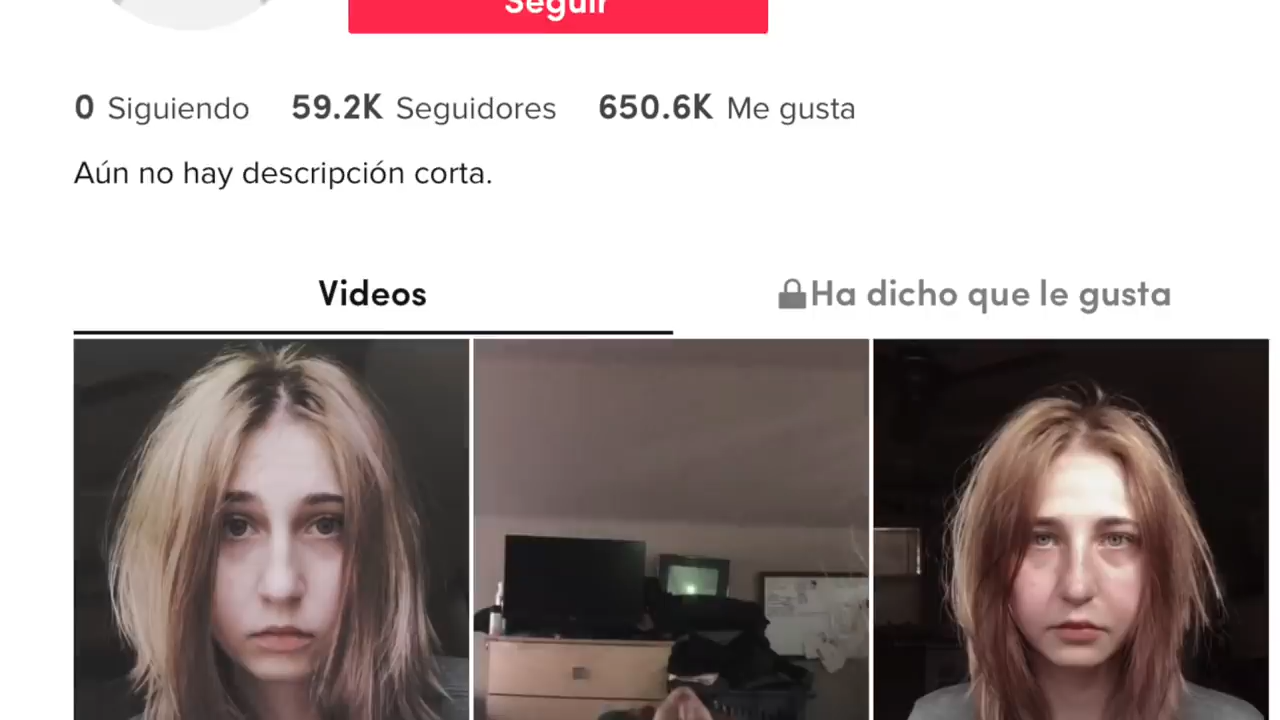 Seguir
0 Siguiendo 59.2K Seguidores 650.6K Me gusta
Aún no hay descripción corta.
Videos Ha dicho que le gusta